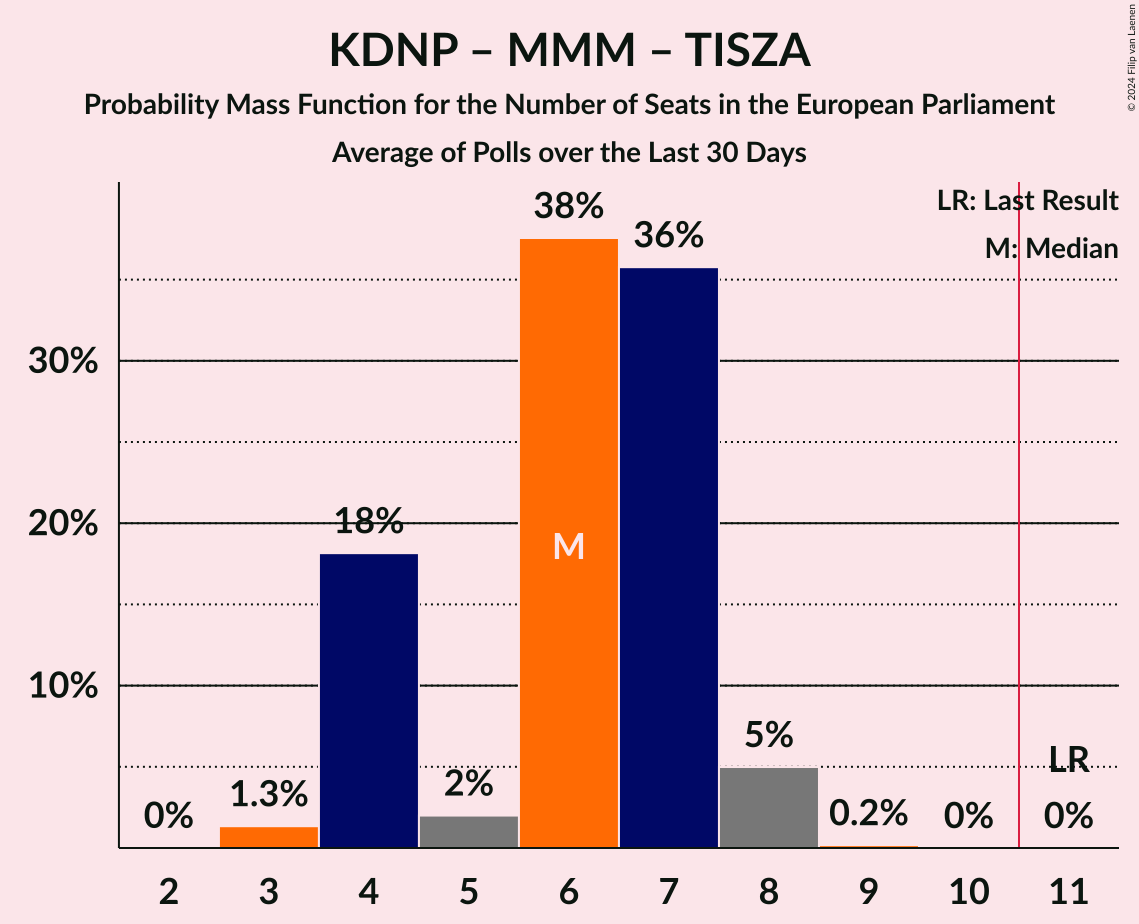 KDNP – MMM – TISZA
Probability Mass Function for the Number of Seats in the European Parliament
Average of Polls over the Last 30 Days
© 2024 Filip van Laenen
LR: Last Result
M: Median
38%
36%
30%
18%
20%
M
10%
5%
LR
2%
1.3%
0%
0.2%
0%
0%
2 3 4 5 6 7 8 9 10 11